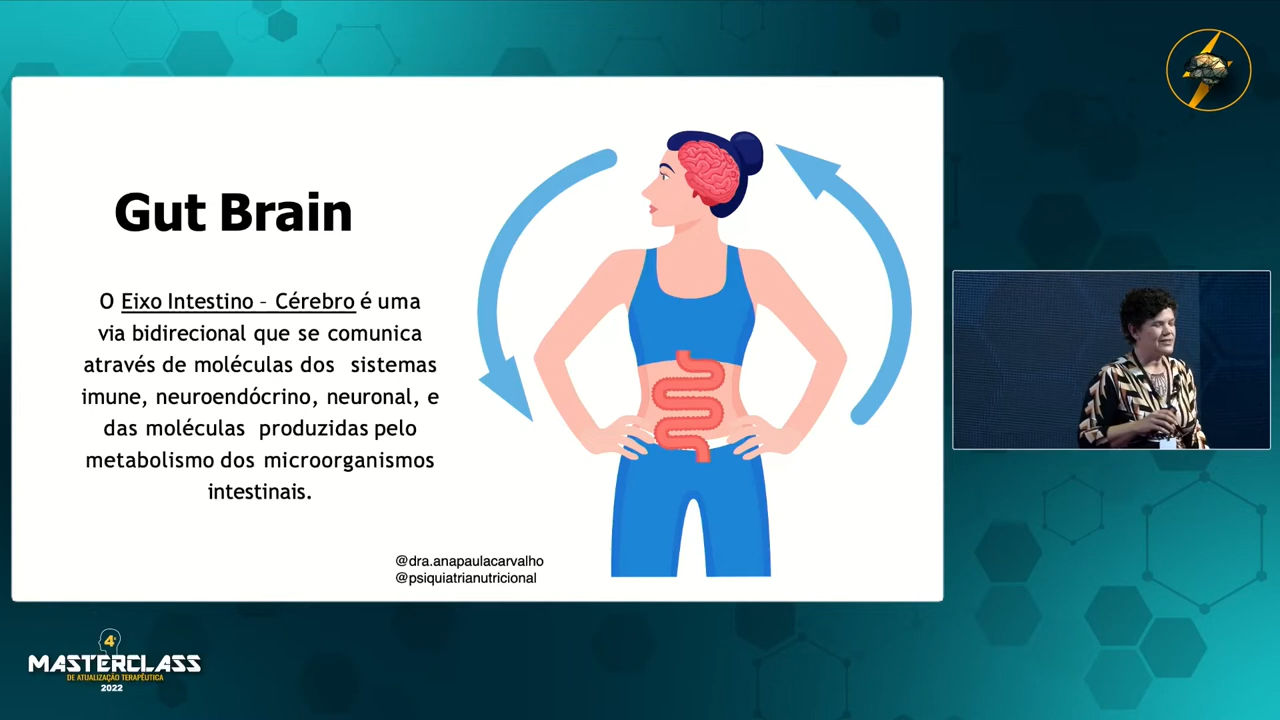 Gut Brain
O Eixo Intestino – Cérebro é uma
via bidirecional que se comunica
através de moléculas dos sistemas
imune, neuroendócrino, neuronal, e
das moléculas produzidas pelo
metabolismo dos microorganismos
intestinais.
@dra.anapaulacarvalho
@psiquiatrianutricional
4ª
MASTERCLASS
DE ATUALIZAÇÃO TERAPÊUTICA
2022